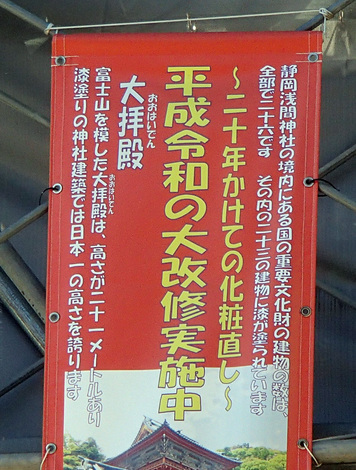 静岡浅間神社の境内にある国の重要文化財の建物の数は、
全部で二十六です　その内の二十三の建物に漆が塗られています
～二十年かけての化粧直し～
平成令和の大改修実施中
おおはいでん
大拝殿
おおはいでん
富士山を模した大拝殿は、高さが二十一メートルあり
漆塗りの神社建築では日本一の高さを誇ります